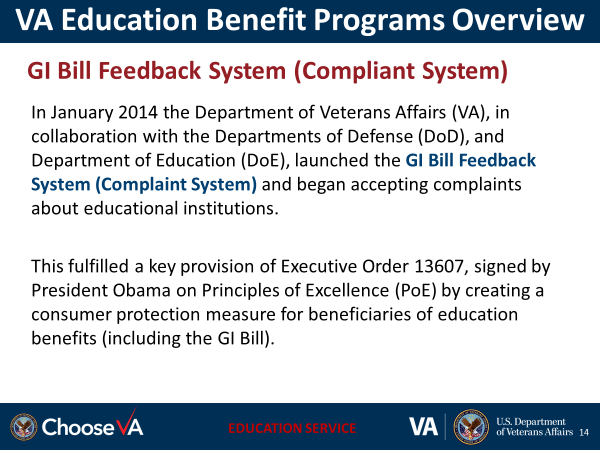 VA Education Benefit Programs Overview
GI Bill Feedback System (Compliant System)
In January 2014 the Department of Veterans Affairs (VA), in
collaboration with the Departments of Defense (DoD), and
Department of Education (DoE), launched the GI Bill Feedback
System (Complaint System) and began accepting complaints
about educational institutions.
This fulfilled a key provision of Executive Order 13607, signed by
President Obama on Principles of Excellence (PoE) by creating a
consumer protection measure for beneficiaries of education
benefits (including the GI Bill).
Choose VA
EDUCATION SERVICE
VA
U.S. Department
of Veterans Affairs
14